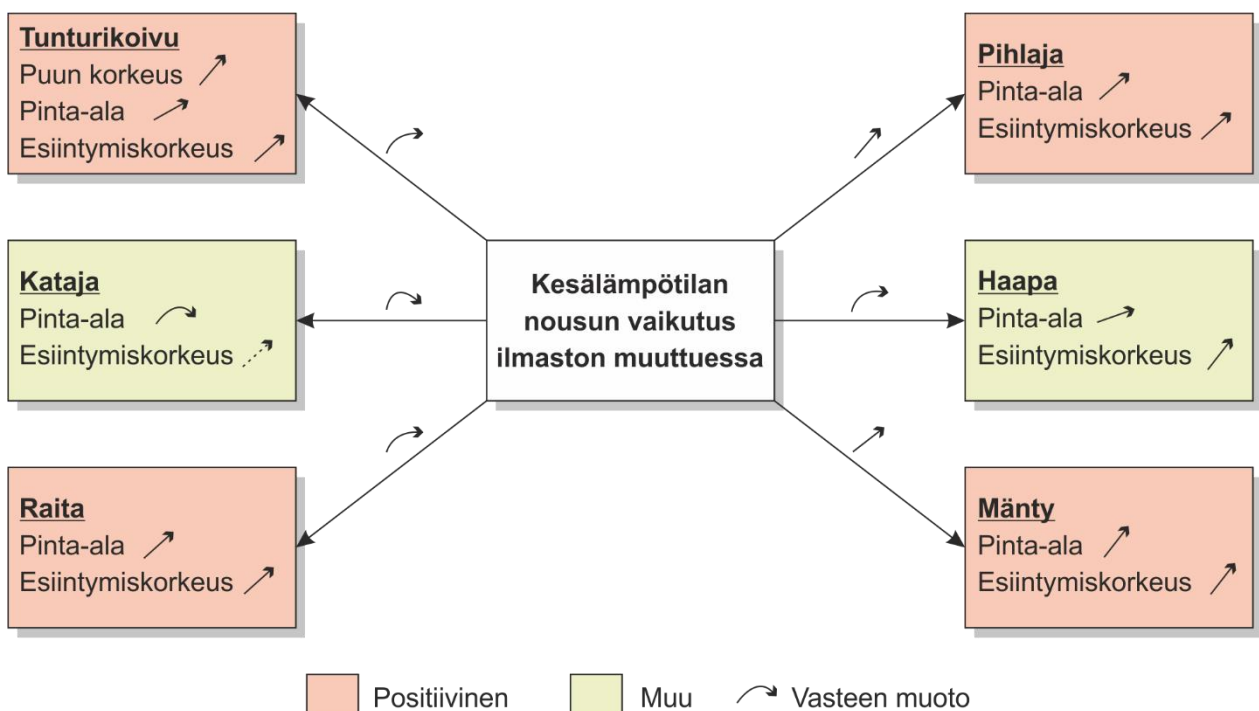 Tunturikoivu
Puun korkeus
Pinta-ala
Esiintymiskorkeus
Pihlaja
Pinta-ala
Esiintymiskorkeus
Kataja
Pinta-ala
Esiintymiskorkeus
Kesälämpötilan
nousun vaikutus
ilmaston muuttuessa
Haapa
Pinta-ala
Esiintymiskorkeus
Raita
Pinta-ala
Esiintymiskorkeus
Mänty
Pinta-ala
Esiintymiskorkeus
Positiivinen
Muu
Vasteen muoto